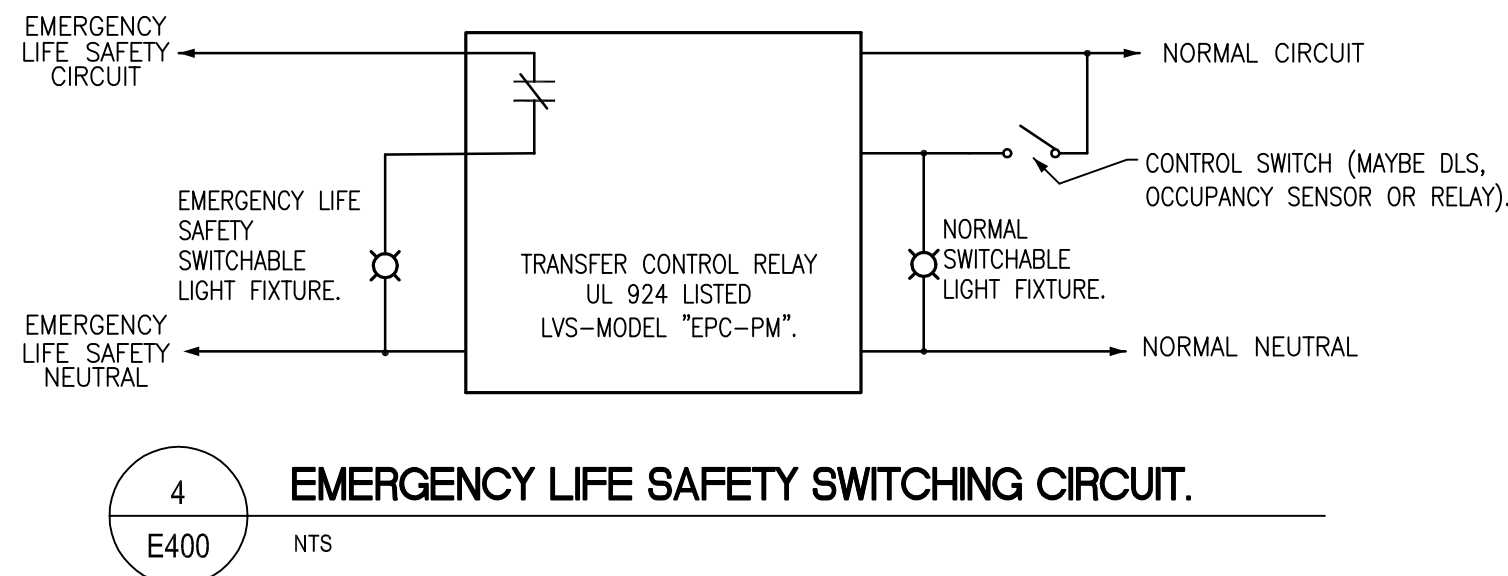 EMERGENCY
LIFE SAFETY
CIRCUIT
NORMAL CIRCUIT
CONTROL SWITCH (MAYBE DLS,
OCCUPANCY SENSOR OR RELAY).
EMERGENCY LIFE
SAFETY
SWITCHABLE
LIGHT FIXTURE.
TRANSFER CONTROL RELAY
UL 924 LISTED
LVS-MODEL "EPC-PM".
NORMAL
SWITCHABLE
LIGHT FIXTURE.
EMERGENCY
LIFE SAFETY
NEUTRAL
NORMAL NEUTRAL
4
E400
EMERGENCY LIFE SAFETY SWITCHING CIRCUIT.
NTS